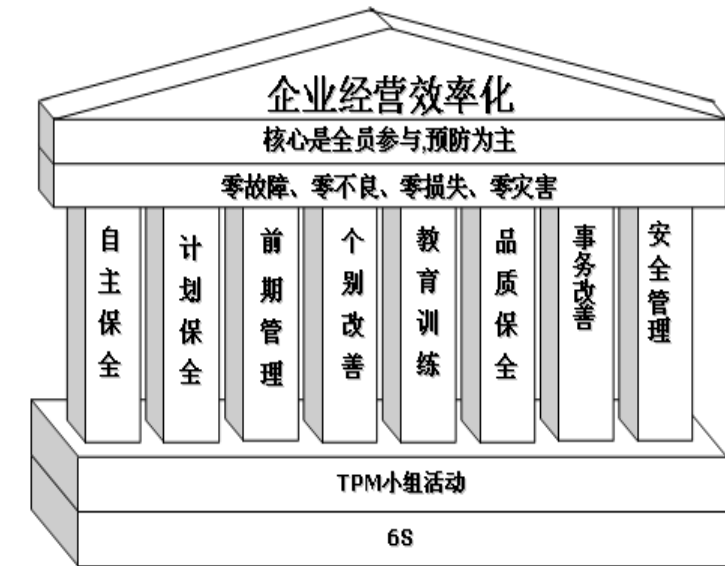 企业经营效率化
核心是全员参与,预防为主
零故障、零不良、零损失、零灾害
自主保全
计划保全
前期管理
个别改善
教育训练
品质保全
事务改善
安全管理
TPM小组活动
6S